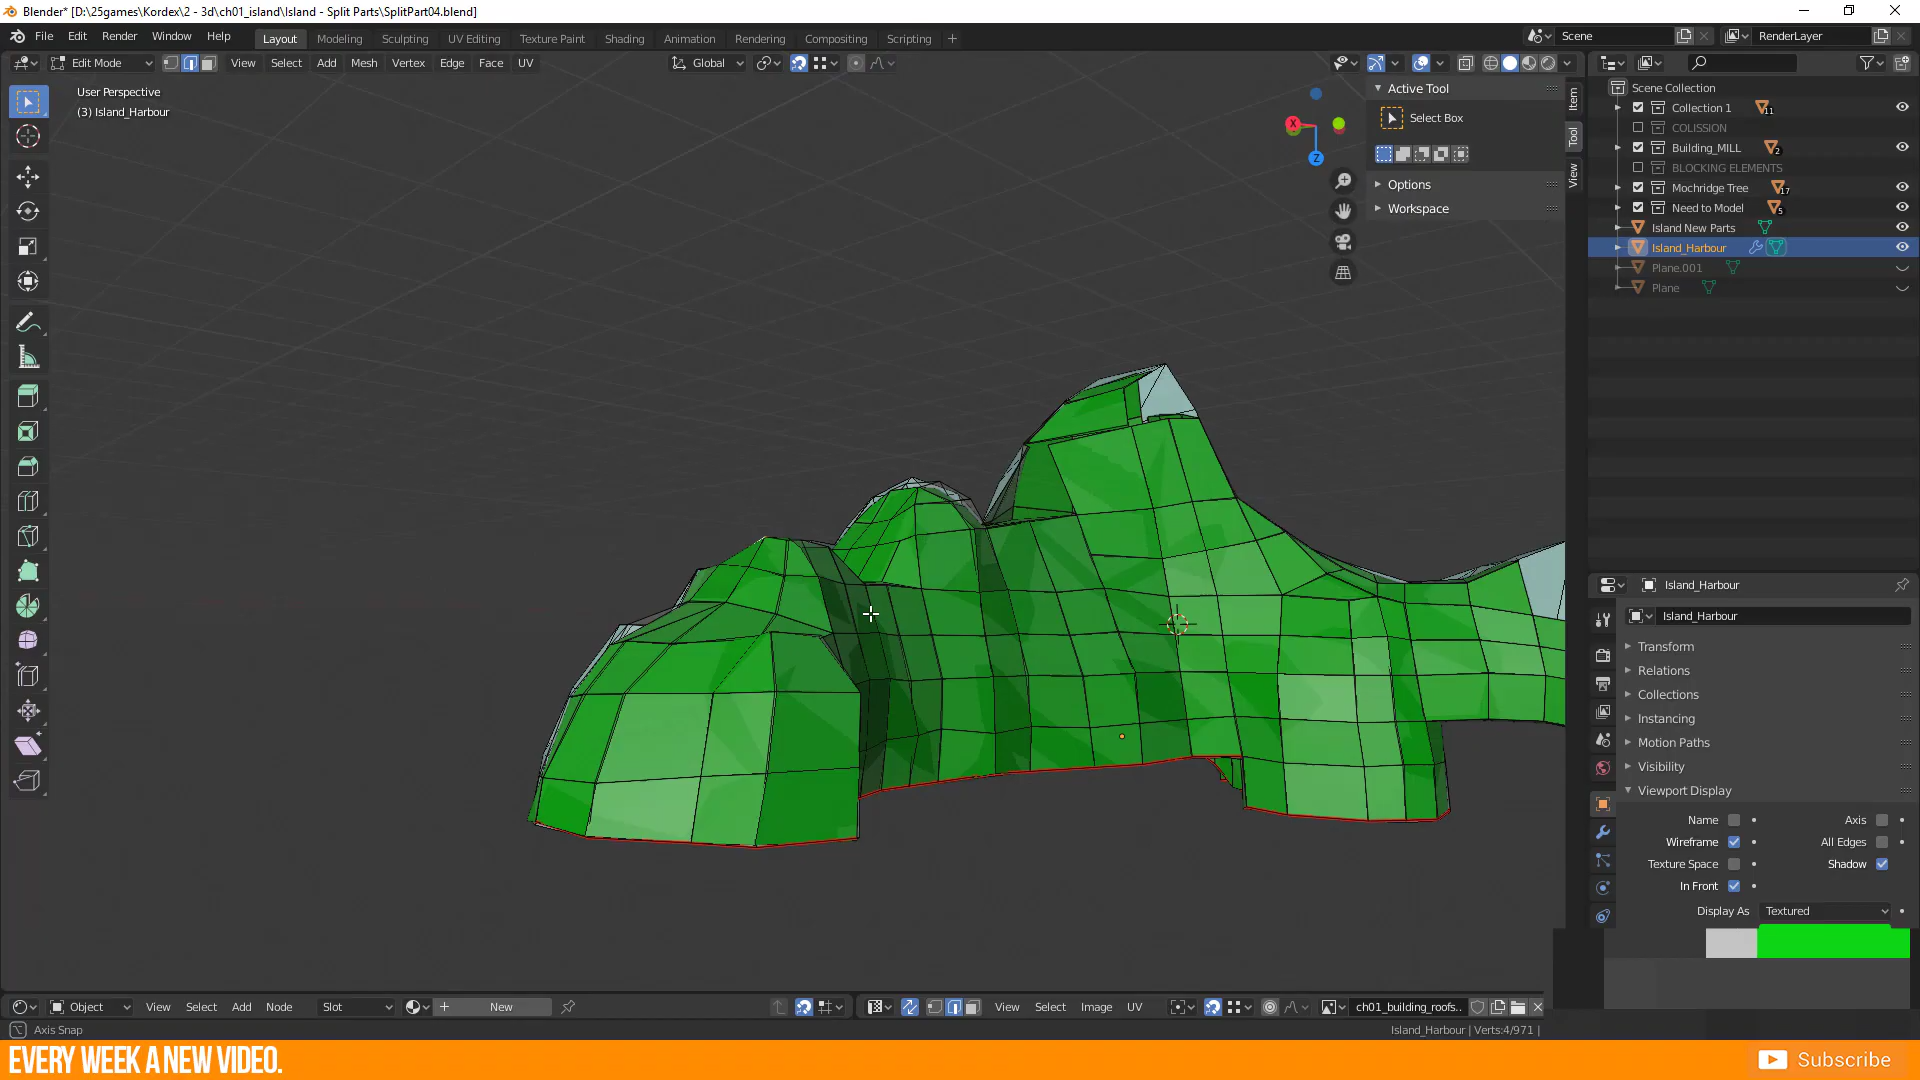 Blender* [D:\25games\Kordex\2 - 3d\ch01_island\Island - Split Parts\SplitPart04.blend]
File Edit Render Window Help Layout Modeling Sculpting UV Editing Texture Paint Shading Animation Rendering Compositing Scripting + Scene RenderLayer
Edit Mode View Select Add Mesh Vertex Edge Face UV Global
User Perspective
(3) Island_Harbour
Active Tool
Select Box
Options
Workspace
Item
Tool
View
X
Z
Scene Collection
Collection 1 11
COLISSION
Building_MILL 2
BLOCKING ELEMENTS
Mochridge Tree 17
Need to Model 5
Island New Parts
Island_Harbour
Plane.001
Plane
Island_Harbour
Island_Harbour
Transform
Relations
Collections
Instancing
Motion Paths
Visibility
Viewport Display
Name Axis
Wireframe All Edges
Texture Space Shadow
In Front
Display As Textured
Object View Select Add Node Slot New View Select Image UV ch01_building_roofs..
Axis Snap
Island_Harbour | Verts:4/971 |
EVERY WEEK A NEW VIDEO.
Subscribe